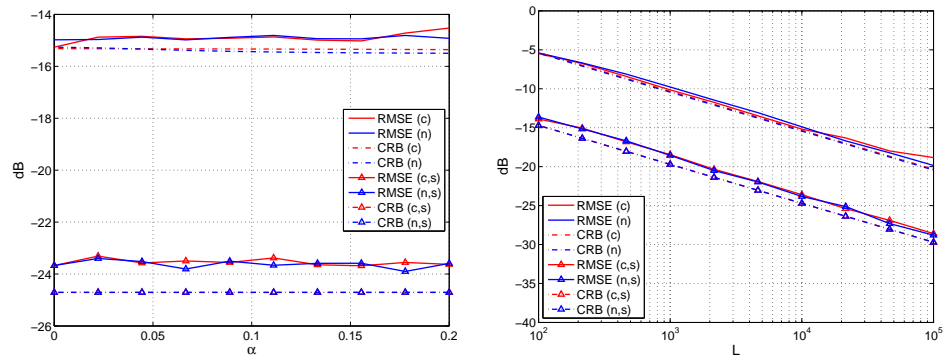 −14
−16
−18
−20
−22
−24
−26
dB
0
0.05
0.1
0.15
0.2
α
RMSE (c)
RMSE (n)
CRB (c)
CRB (n)
RMSE (c,s)
RMSE (n,s)
CRB (c,s)
CRB (n,s)
0
−5
−10
−15
−20
−25
−30
−35
−40
dB
10^2
10^3
10^4
10^5
L
RMSE (c)
RMSE (n)
CRB (c)
CRB (n)
RMSE (c,s)
RMSE (n,s)
CRB (c,s)
CRB (n,s)